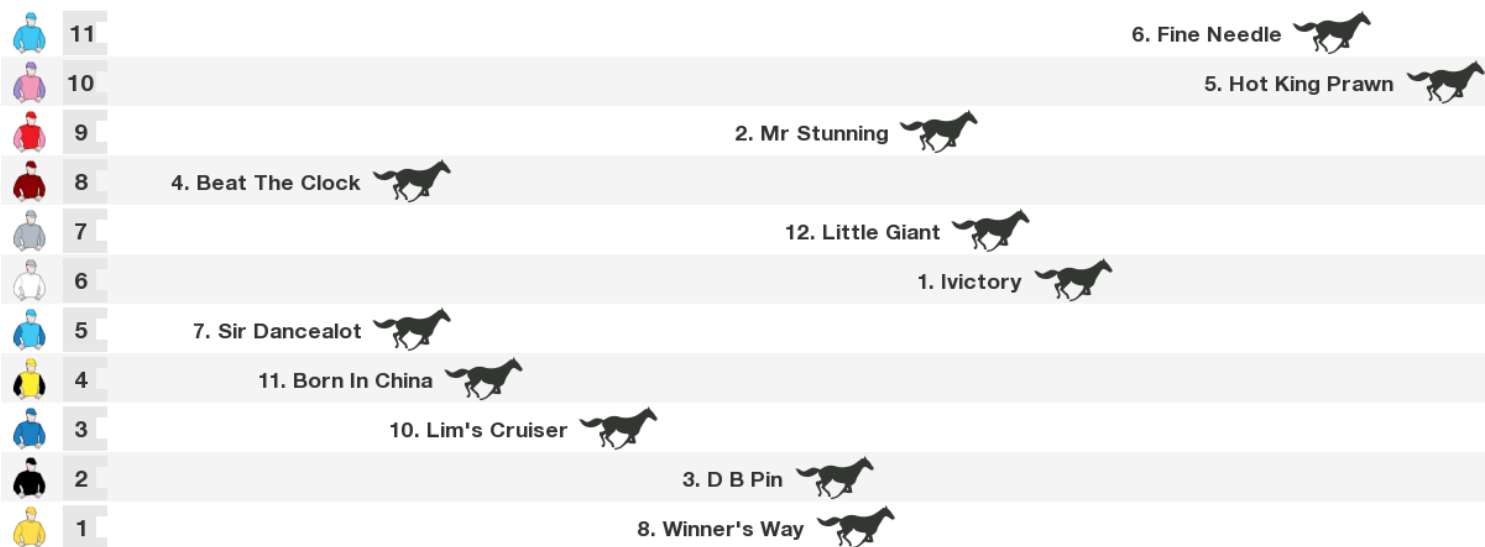 11 6. Fine Needle
10 5. Hot King Prawn
9 2. Mr Stunning
8 4. Beat The Clock
7 12. Little Giant
6 1. Ivictory
5 7. Sir Dancealot
4 11. Born In China
3 10. Lim's Cruiser
2 3. D B Pin
1 8. Winner's Way